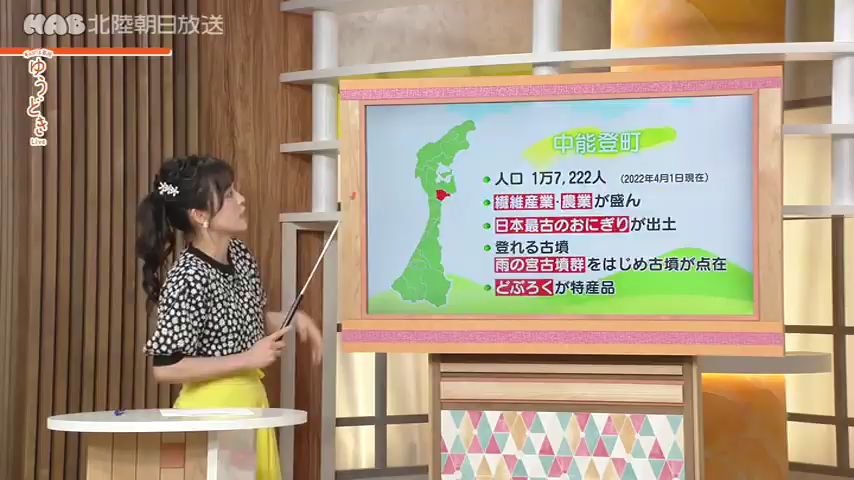 HAB北陸朝日放送
ゆうどき
Live
中能登町
• 人口 1万7,222人 (2022年4月1日現在)
• 繊維産業・農業が盛ん
• 日本最古のおにぎりが出土
• 登れる古墳
雨の宮古墳群をはじめ古墳が点在
• どぶろくが特産品